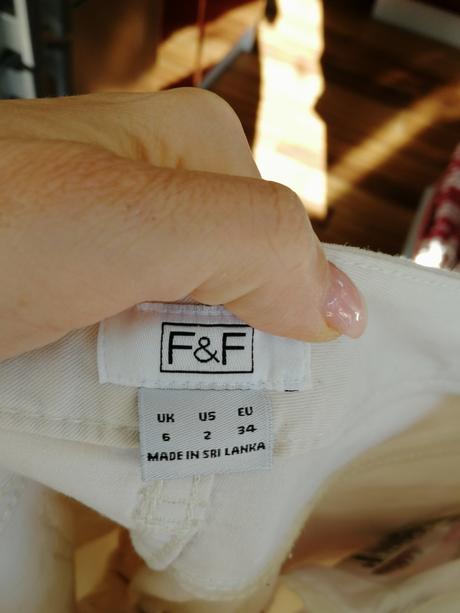 F&F
UK US EU
6 2 34
MADE IN SRI LANKA